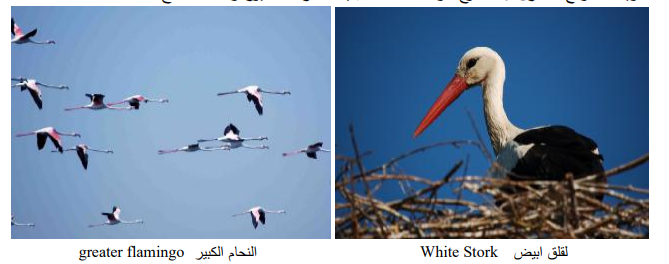 greater flamingo النحام الكبير
White Stork لقلق ابيض